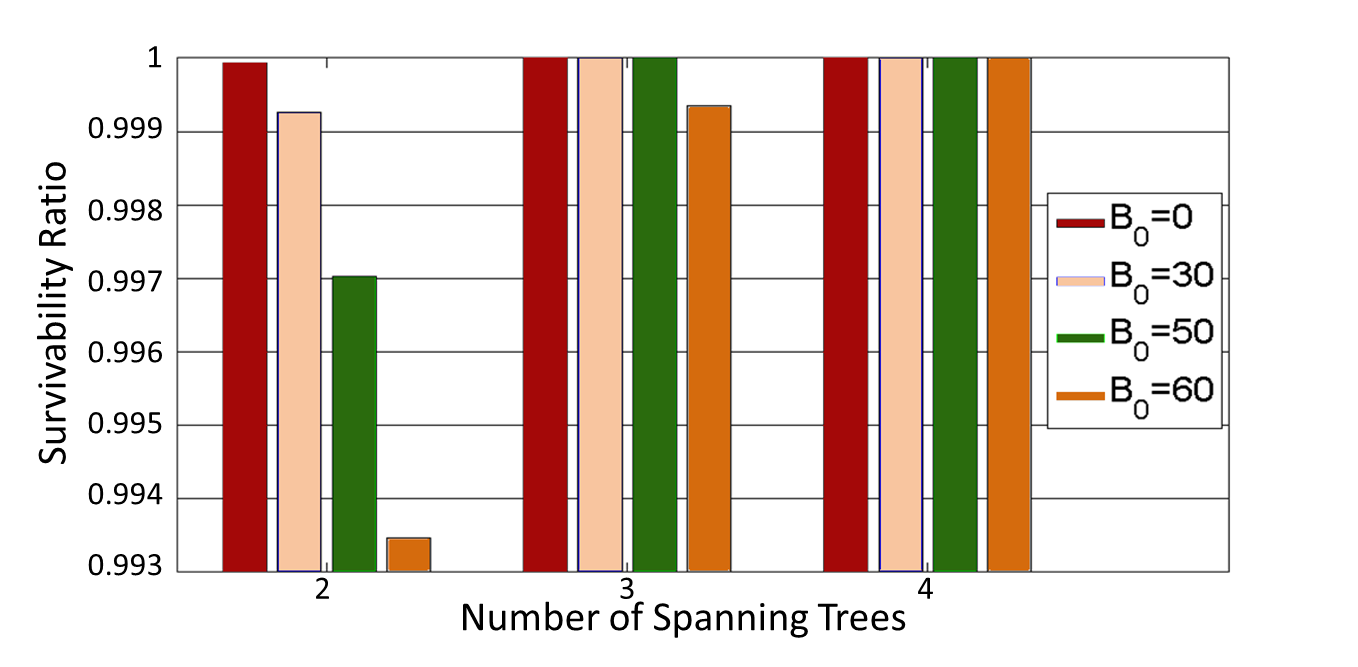 1
0.999
0.998
0.997
0.996
0.995
0.994
0.993
Survivability Ratio
2
3
4
Number of Spanning Trees
B0=0
B0=30
B0=50
B0=60